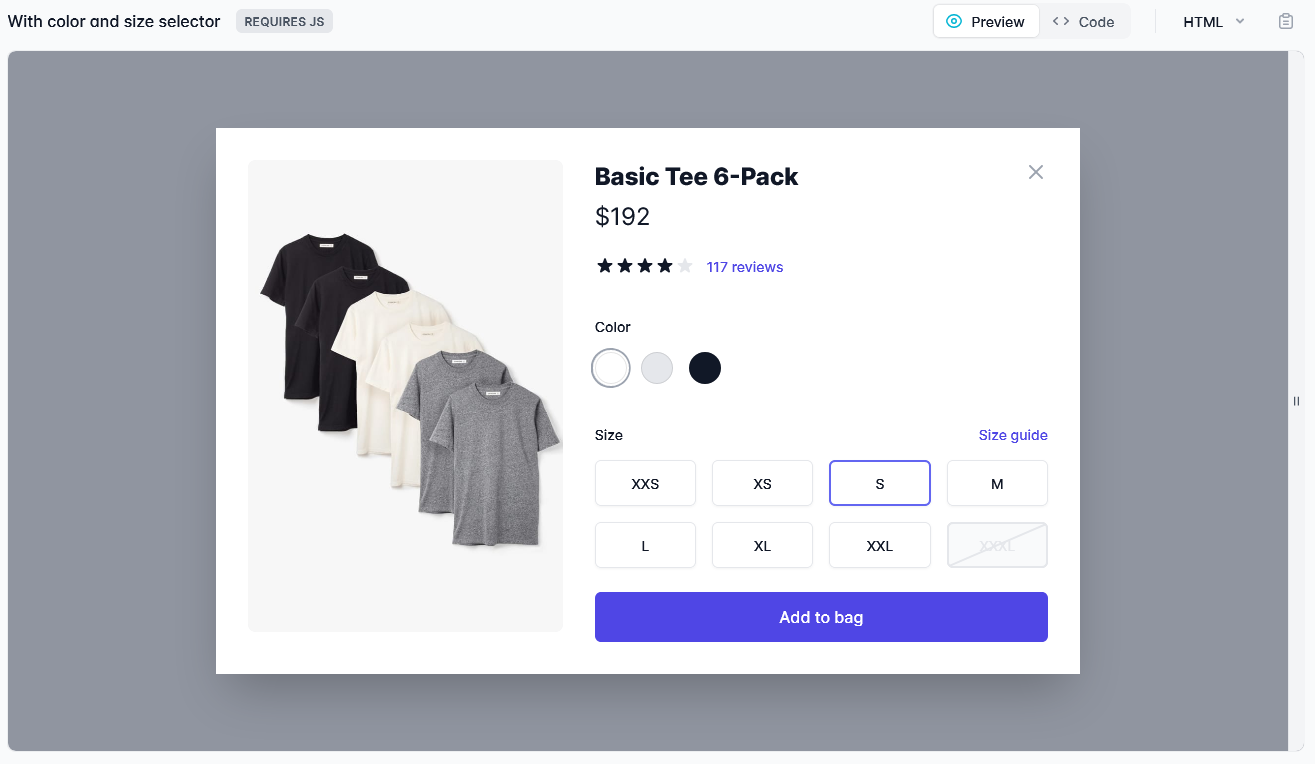 With color and size selector REQUIRES JS Preview Code HTML
Basic Tee 6-Pack
$192
117 reviews
Color
Size Size guide
XXS XS S M
L XL XXL XXXL
Add to bag